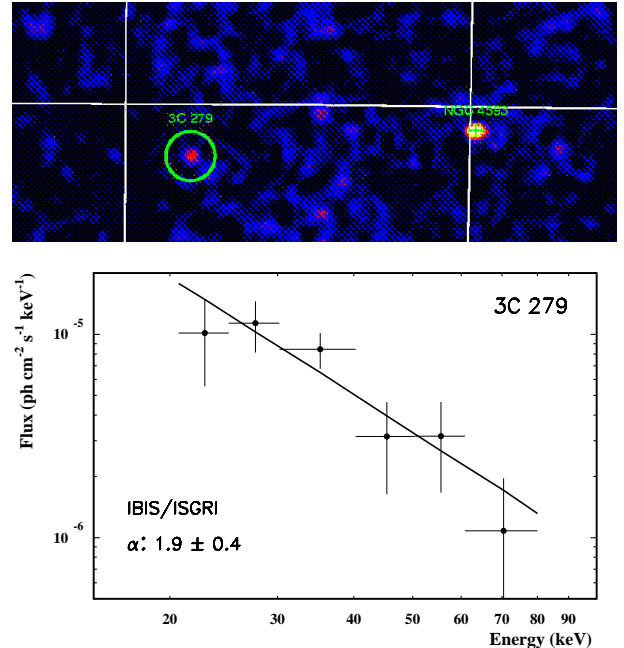 3C 279
NGC 4593
Flux (ph cm⁻² s⁻¹ keV⁻¹)
3C 279
10⁻⁵
10⁻⁶
IBIS/ISGRI
α: 1.9 ± 0.4
20 30 40 50 60 70 80 90
Energy (keV)